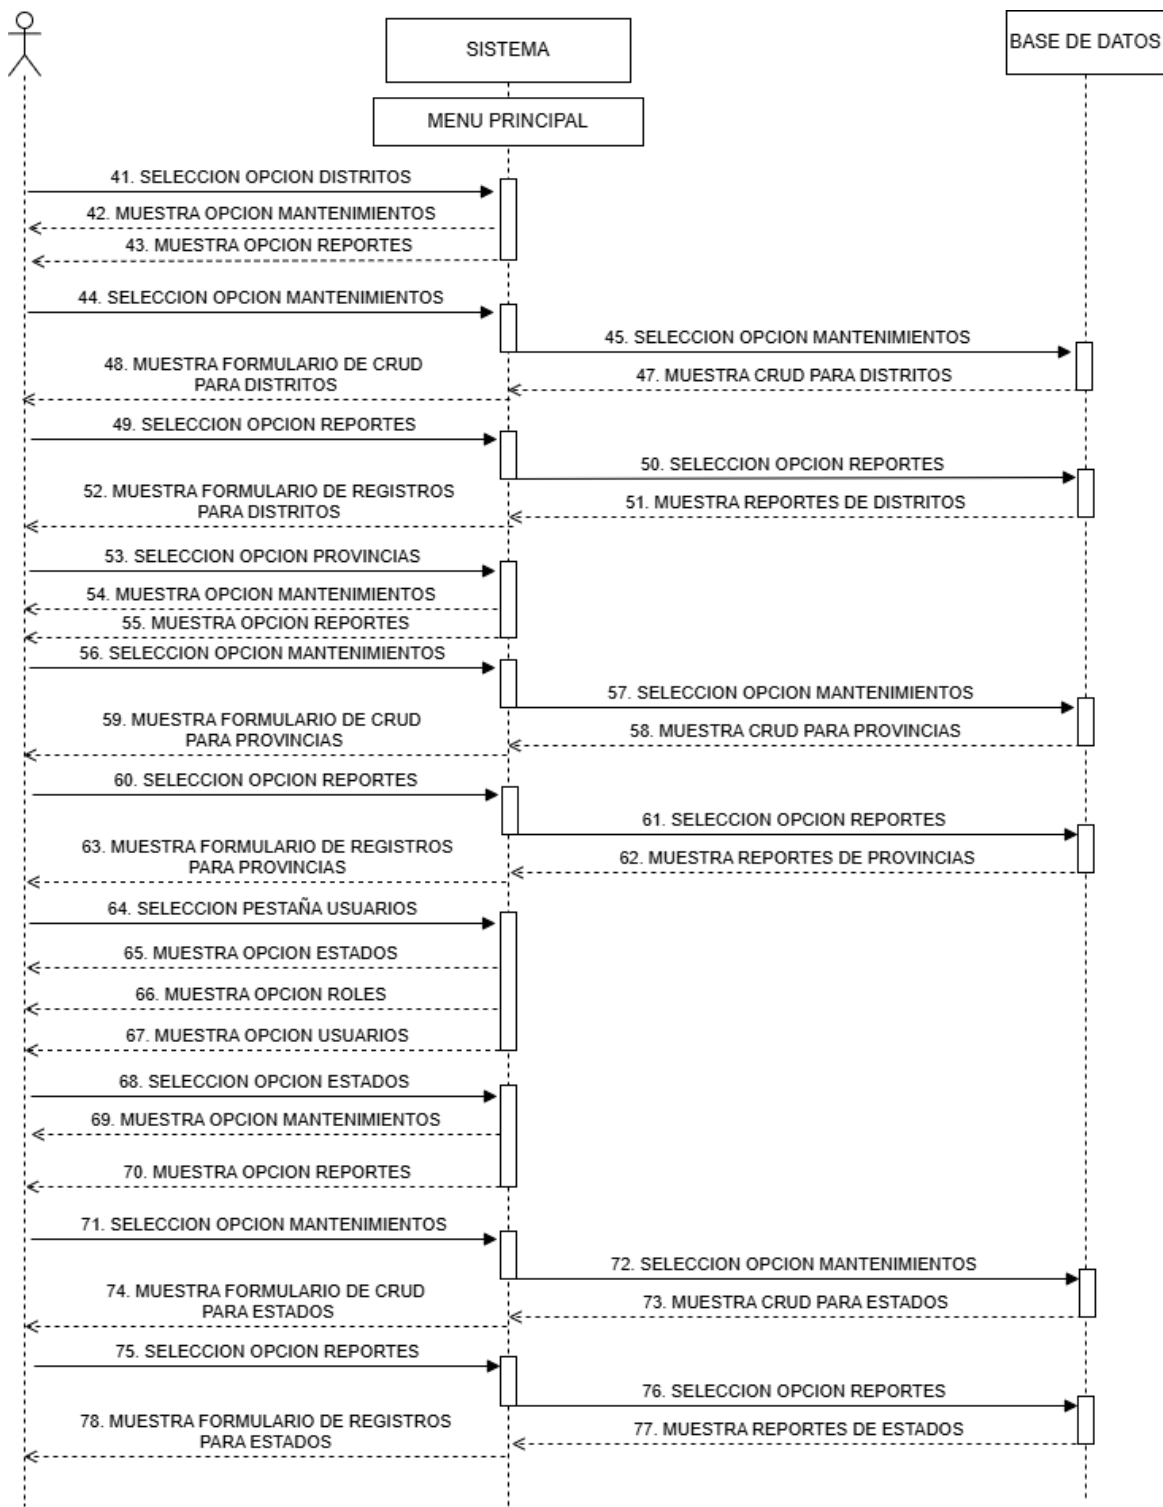 SISTEMA
BASE DE DATOS
MENU PRINCIPAL
41. SELECCION OPCION DISTRITOS
42. MUESTRA OPCION MANTENIMIENTOS
43. MUESTRA OPCION REPORTES
44. SELECCION OPCION MANTENIMIENTOS
45. SELECCION OPCION MANTENIMIENTOS
48. MUESTRA FORMULARIO DE CRUD
PARA DISTRITOS
47. MUESTRA CRUD PARA DISTRITOS
49. SELECCION OPCION REPORTES
50. SELECCION OPCION REPORTES
52. MUESTRA FORMULARIO DE REGISTROS
PARA DISTRITOS
51. MUESTRA REPORTES DE DISTRITOS
53. SELECCION OPCION PROVINCIAS
54. MUESTRA OPCION MANTENIMIENTOS
55. MUESTRA OPCION REPORTES
56. SELECCION OPCION MANTENIMIENTOS
57. SELECCION OPCION MANTENIMIENTOS
59. MUESTRA FORMULARIO DE CRUD
PARA PROVINCIAS
58. MUESTRA CRUD PARA PROVINCIAS
60. SELECCION OPCION REPORTES
61. SELECCION OPCION REPORTES
63. MUESTRA FORMULARIO DE REGISTROS
PARA PROVINCIAS
62. MUESTRA REPORTES DE PROVINCIAS
64. SELECCION PESTAÑA USUARIOS
65. MUESTRA OPCION ESTADOS
66. MUESTRA OPCION ROLES
67. MUESTRA OPCION USUARIOS
68. SELECCION OPCION ESTADOS
69. MUESTRA OPCION MANTENIMIENTOS
70. MUESTRA OPCION REPORTES
71. SELECCION OPCION MANTENIMIENTOS
72. SELECCION OPCION MANTENIMIENTOS
74. MUESTRA FORMULARIO DE CRUD
PARA ESTADOS
73. MUESTRA CRUD PARA ESTADOS
75. SELECCION OPCION REPORTES
76. SELECCION OPCION REPORTES
78. MUESTRA FORMULARIO DE REGISTROS
PARA ESTADOS
77. MUESTRA REPORTES DE ESTADOS